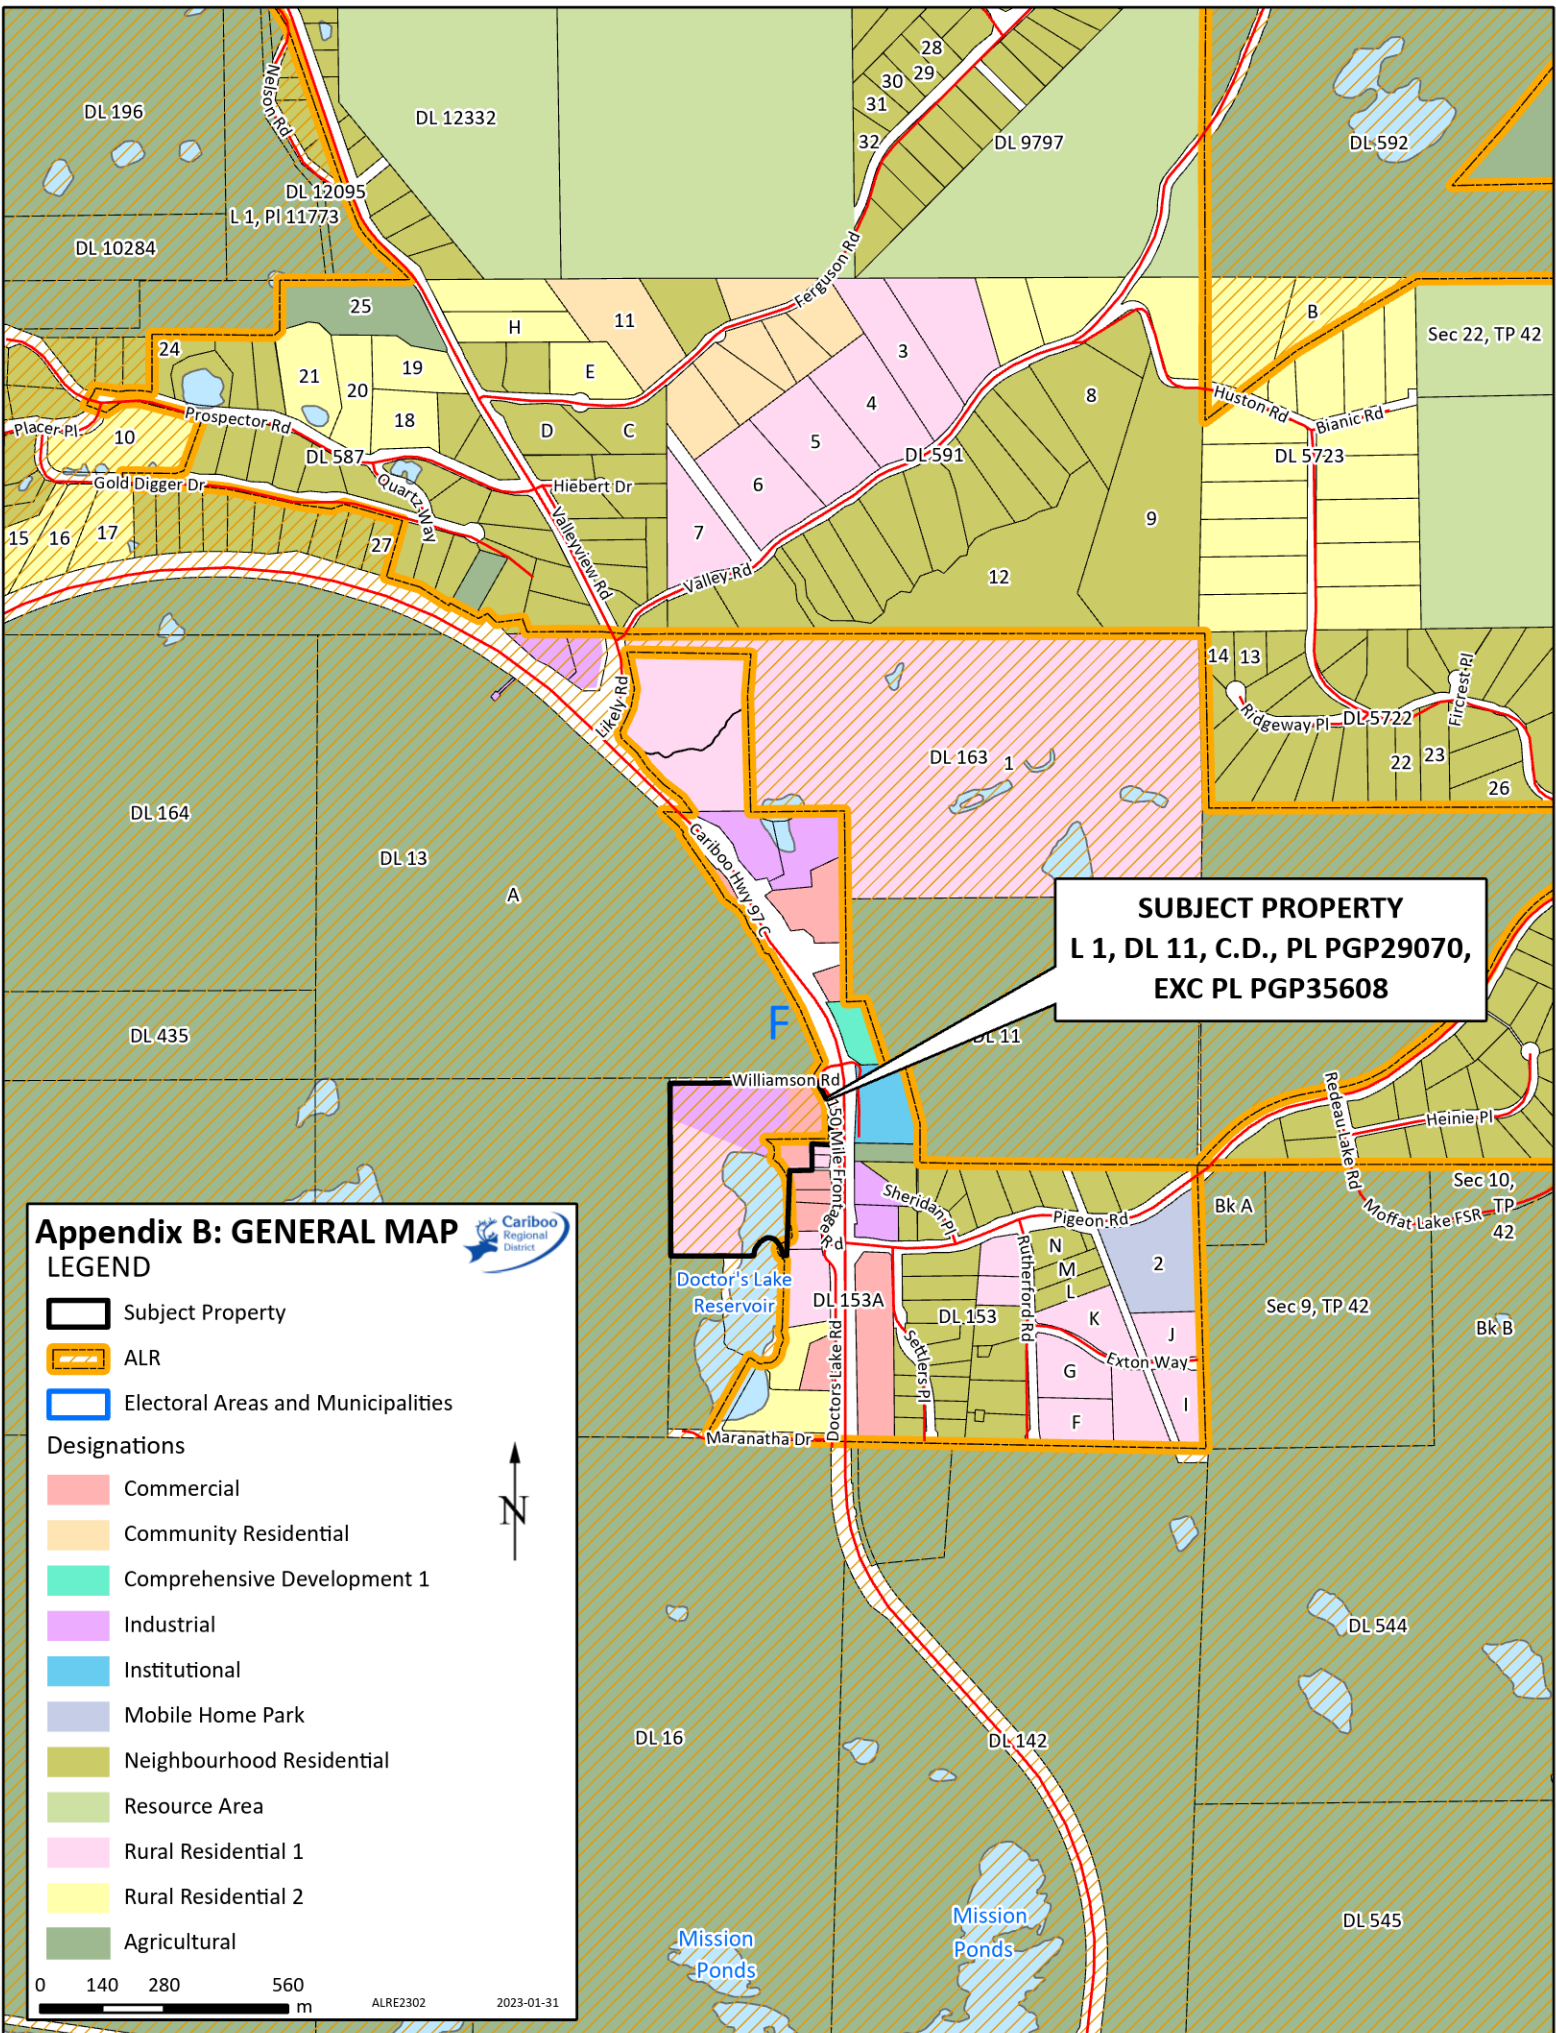 28
29
30
31
32
DL 196
DL 12332
DL 9797
DL 592
Nelson Rd
DL 12095
L 1, Pl 11773
DL 10284
Ferguson Rd
25
H
11
B
Sec 22, TP 42
24
21
20
19
E
3
8
Huston Rd
Bianic Rd
4
18
Prospector Rd
Placer Pl
10
D
C
5
DL 591
DL 5723
DL 587
Hiebert Dr
6
Gold Digger Dr
Quartz Way
9
15
16
17
27
7
Valleyview Rd
Valley Rd
12
14
13
Fircrest Pl
Ridgeway Pl
DL 5722
Likely Rd
DL 163
1
22
23
26
DL 164
DL 13
A
Cariboo Hwy 97 C
SUBJECT PROPERTY
L 1, DL 11, C.D., PL PGP29070,
EXC PL PGP35608
F
DL 435
DL 11
Williamson Rd
150 Mile Frontage Rd
Redeau Lake Rd
Heinie Pl
Sheridan Pl
Pigeon Rd
Bk A
Sec 10,
TP
42
Moffat Lake FSR
Rutherford Rd
N
M
L
2
Doctor's Lake
Reservoir
DL 153A
DL 153
K
J
Sec 9, TP 42
Bk B
Settlers Pl
Exton Way
G
I
F
Doctors Lake Rd
Maranatha Dr
Appendix B: GENERAL MAP
Cariboo
Regional
District
LEGEND
Subject Property
ALR
Electoral Areas and Municipalities
Designations
Commercial
Community Residential
Comprehensive Development 1
Industrial
Institutional
Mobile Home Park
Neighbourhood Residential
Resource Area
Rural Residential 1
Rural Residential 2
Agricultural
N
0 140 280 560
m
ALRE2302 2023-01-31
DL 544
DL 16
DL 142
DL 545
Mission
Ponds
Mission
Ponds